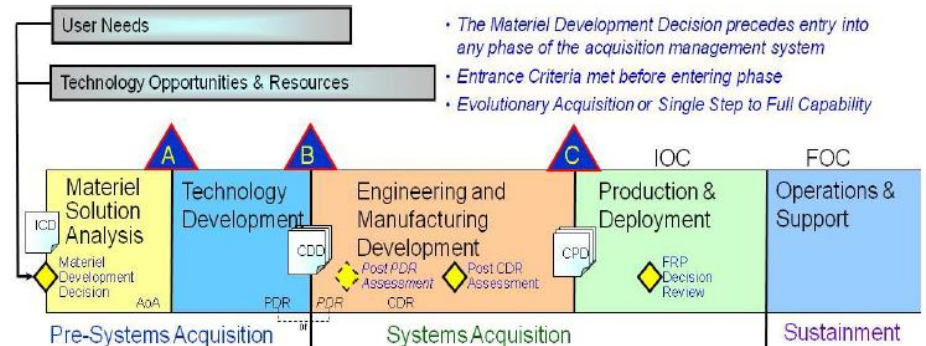 User Needs
Technology Opportunities & Resources
• The Materiel Development Decision precedes entry into
any phase of the acquisition management system
• Entrance Criteria met before entering phase
• Evolutionary Acquisition or Single Step to Full Capability
A
B
C
IOC
FOC
Materiel
Solution
Analysis
Technology
Development
Engineering and
Manufacturing
Development
Production &
Deployment
Operations &
Support
ICD
CDD
CPD
Materiel
Development
Decision
Post PDR
Assessment
Post CDR
Assessment
FRP
Decision
Review
AoA
PDR
or
PDR
CDR
Pre-Systems Acquisition
Systems Acquisition
Sustainment